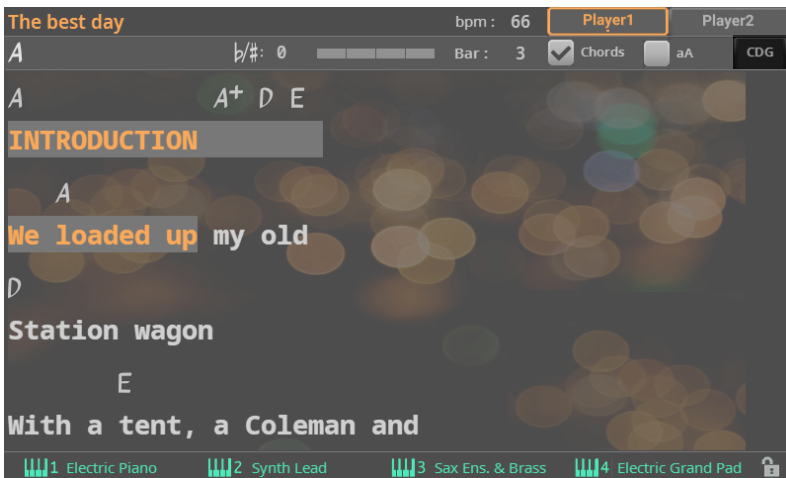 The best day bpm : 66 Player1 Player2
A b/#: 0 Bar : 3 Chords aA CDG
A A+ D E
INTRODUCTION
A
We loaded up my old
D
Station wagon
E
With a tent, a Coleman and
1 Electric Piano 2 Synth Lead 3 Sax Ens. & Brass 4 Electric Grand Pad